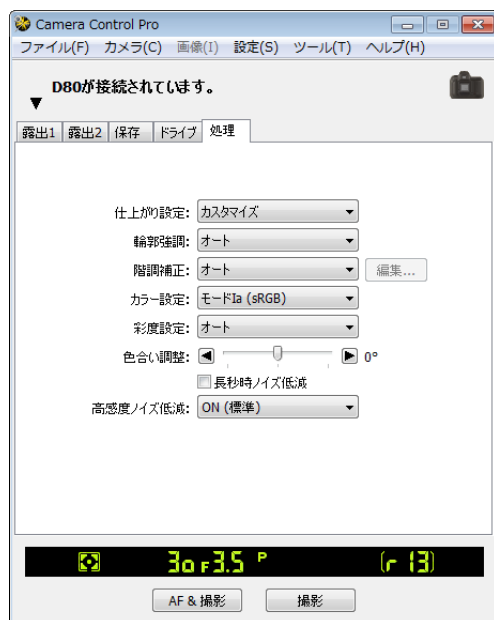 Camera Control Pro
ファイル(F) カメラ(C) 画像(I) 設定(S) ツール(T) ヘルプ(H)
D80が接続されています。
露出1 露出2 保存 ドライブ 処理
仕上がり設定: カスタマイズ
輪郭強調: オート
階調補正: オート 編集...
カラー設定: モードIa (sRGB)
彩度設定: オート
色合い調整: 0°
長秒時ノイズ低減
高感度ノイズ低減: ON (標準)
30 F3.5 P (r 13)
AF & 撮影 撮影